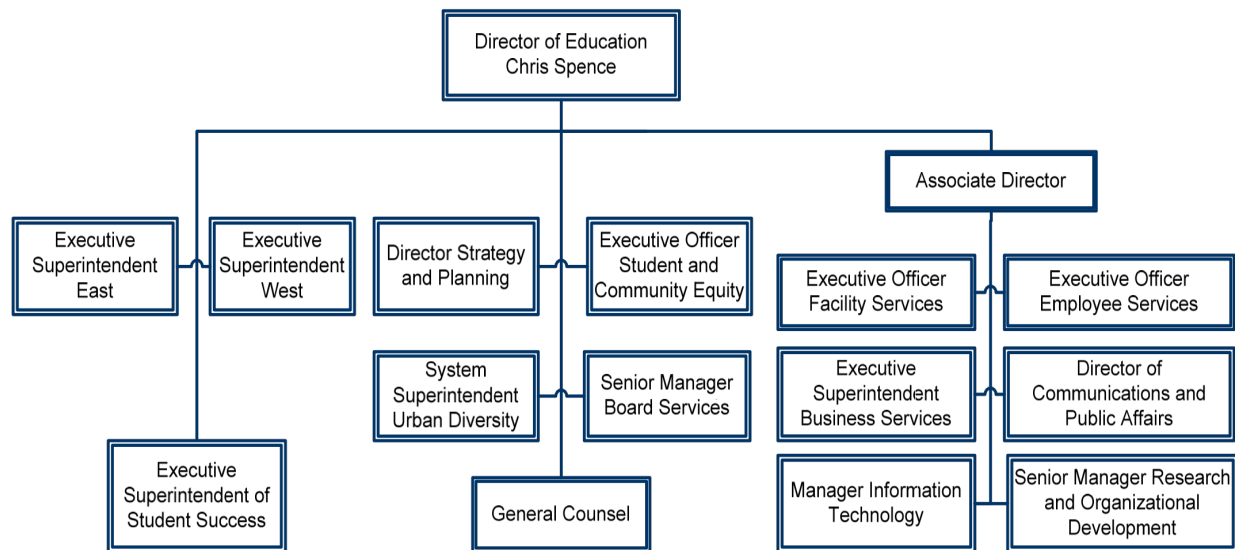 Director of Education
Chris Spence
Associate Director
Executive
Superintendent
East
Executive
Superintendent
West
Director Strategy
and Planning
Executive Officer
Student and
Community Equity
Executive Officer
Facility Services
Executive Officer
Employee Services
System
Superintendent
Urban Diversity
Senior Manager
Board Services
Executive
Superintendent
Business Services
Director of
Communications and
Public Affairs
Executive
Superintendent of
Student Success
General Counsel
Manager Information
Technology
Senior Manager Research
and Organizational
Development